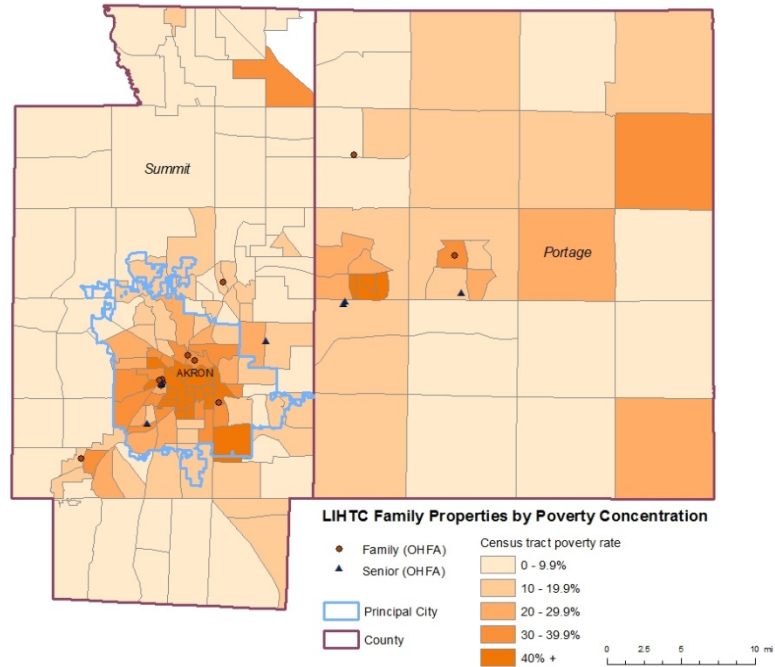 Summit
Portage
AKRON
LIHTC Family Properties by Poverty Concentration
Family (OHFA)
Senior (OHFA)
Principal City
County
Census tract poverty rate
0 - 9.9%
10 - 19.9%
20 - 29.9%
30 - 39.9%
40% +
0 2.5 5 10 mi